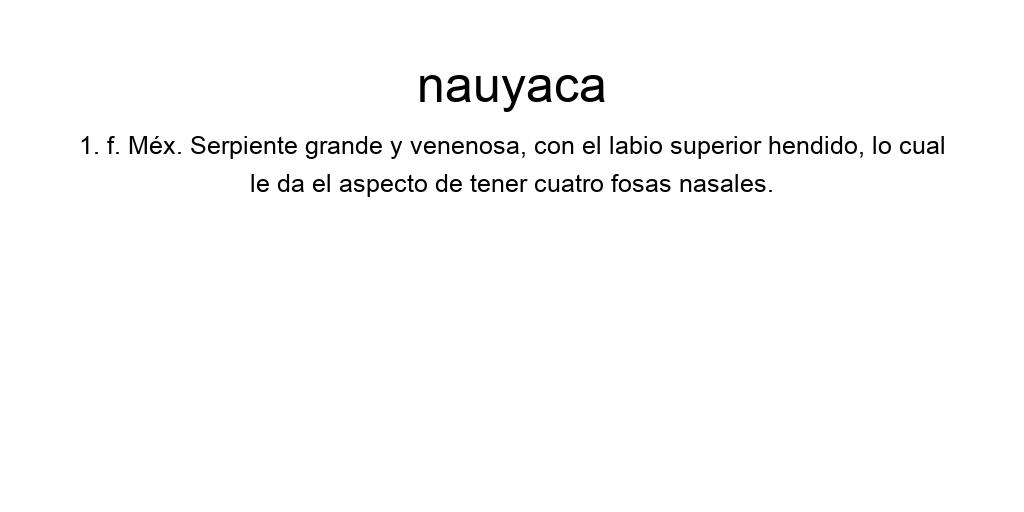 nauyaca
1. f. Méx. Serpiente grande y venenosa, con el labio superior hendido, lo cual
le da el aspecto de tener cuatro fosas nasales.